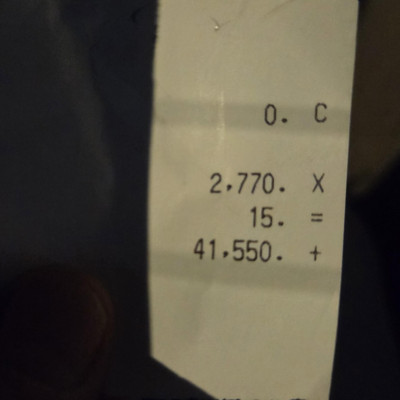 0. C
2,770. X
15. =
41,550. +